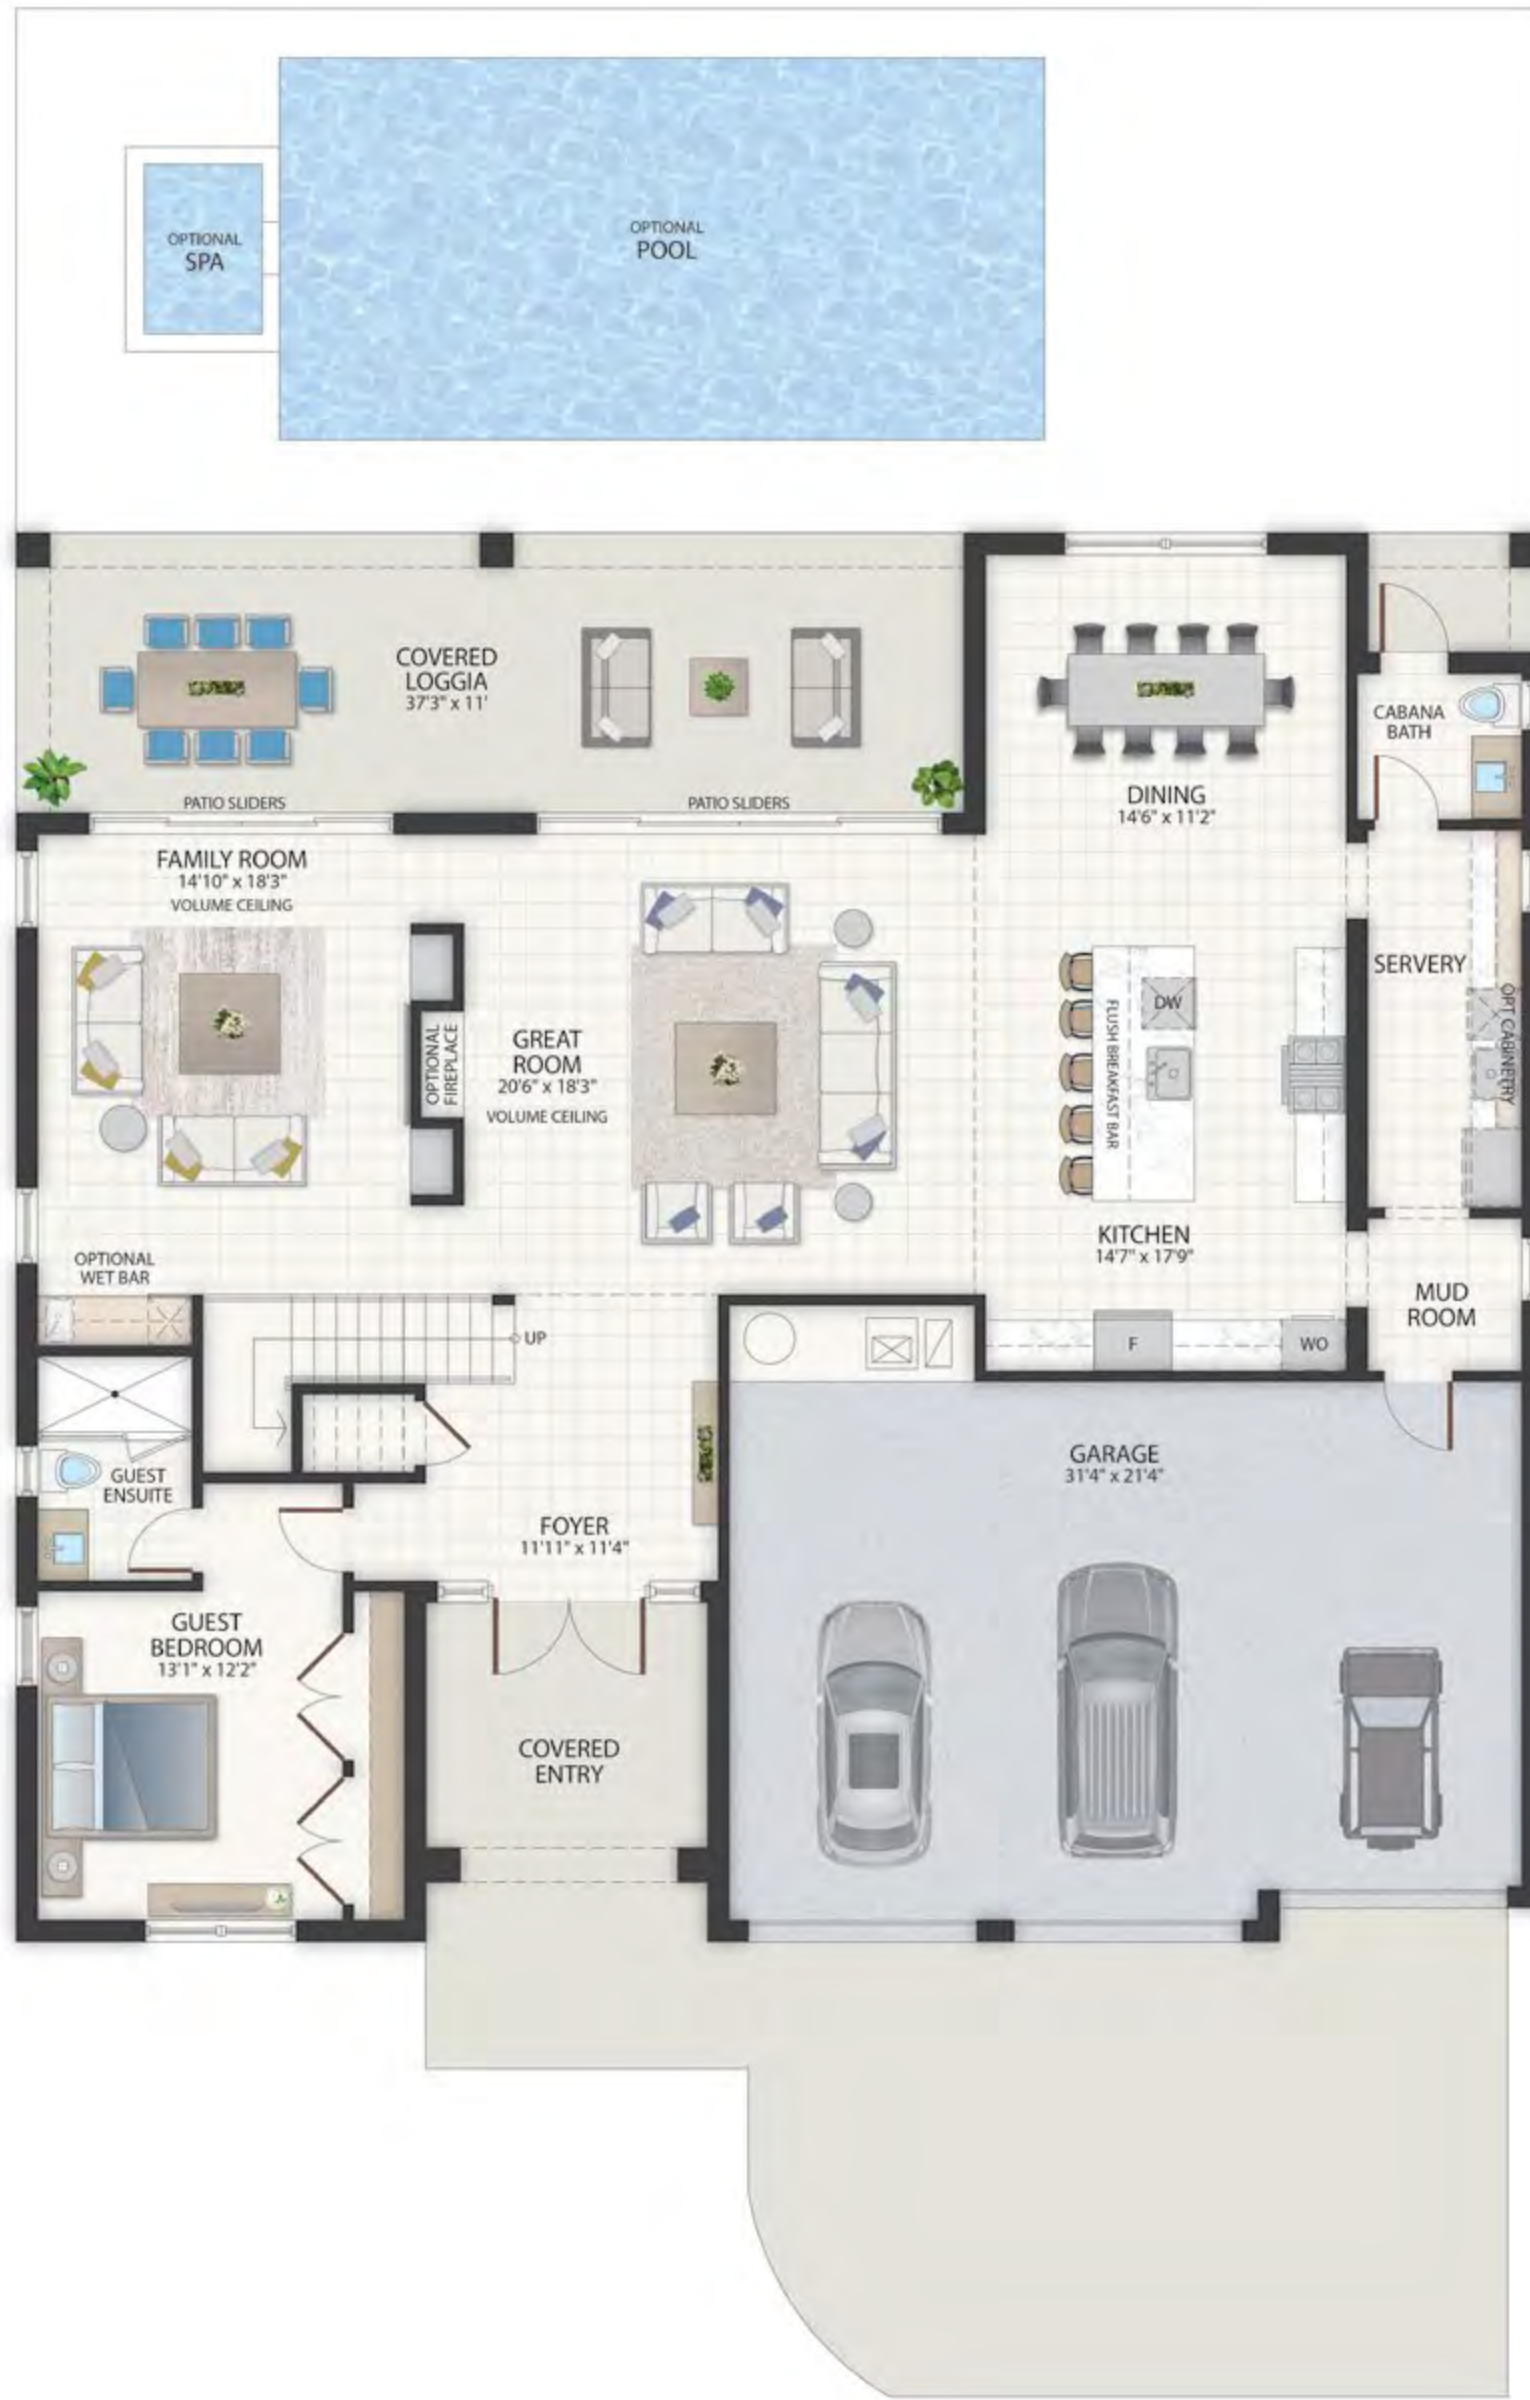 OPTIONAL
SPA
OPTIONAL
POOL
COVERED
LOGGIA
37'3" x 11'
PATIO SLIDERS
PATIO SLIDERS
DINING
14'6" x 11'2"
CABANA
BATH
FAMILY ROOM
14'10" x 18'3"
VOLUME CEILING
OPTIONAL
FIREPLACE
GREAT
ROOM
20'6" x 18'3"
VOLUME CEILING
DW
FLUSH BREAKFAST BAR
SERVERY
OPT CABINETRY
KITCHEN
14'7" x 17'9"
OPTIONAL
WET BAR
UP
F
WO
MUD
ROOM
GUEST
ENSUITE
FOYER
11'11" x 11'4"
GARAGE
31'4" x 21'4"
GUEST
BEDROOM
13'1" x 12'2"
COVERED
ENTRY